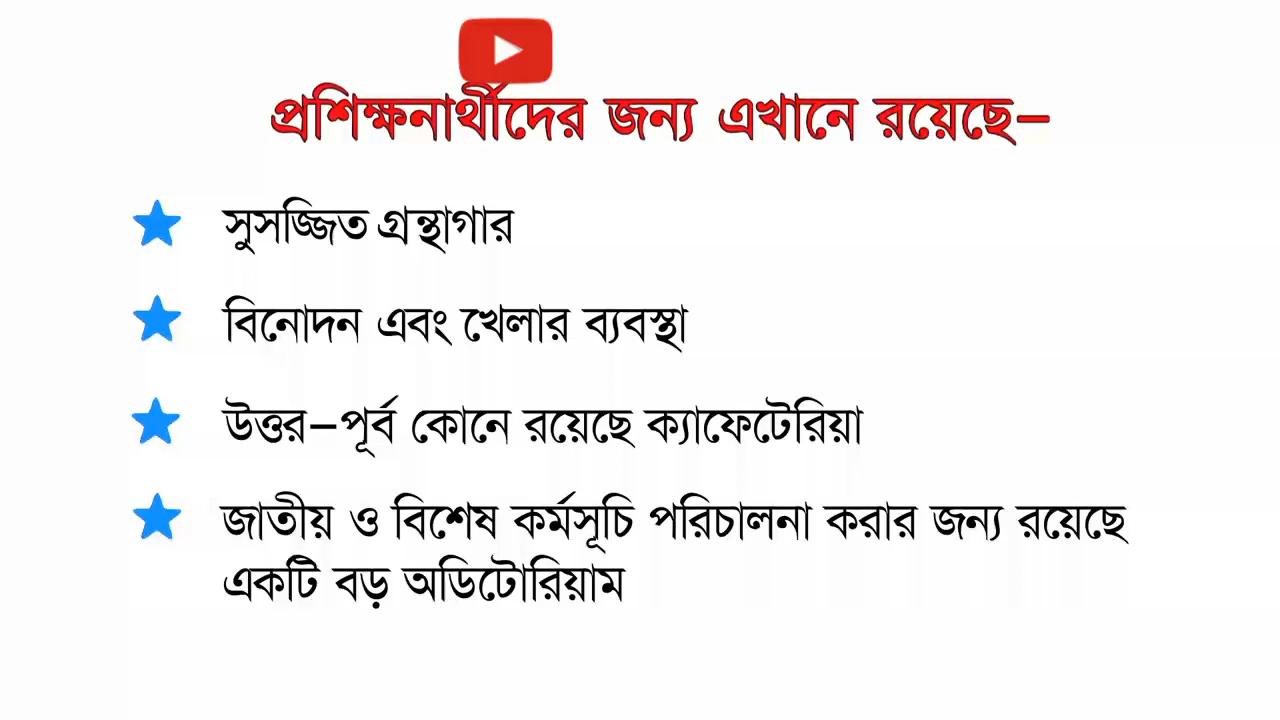 প্রশিক্ষনার্থীদের জন্য এখানে রয়েছে–
সুসজ্জিত গ্রন্থাগার
বিনোদন এবং খেলার ব্যবস্থা
উত্তর–পূর্ব কোনে রয়েছে ক্যাফেটেরিয়া
জাতীয় ও বিশেষ কর্মসূচি পরিচালনা করার জন্য রয়েছে
একটি বড় অডিটোরিয়াম